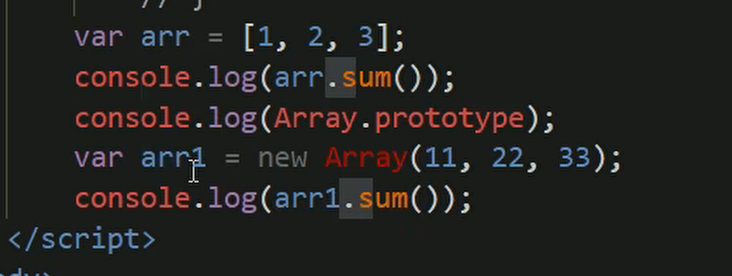 var arr = [1, 2, 3];
console.log(arr.sum());
console.log(Array.prototype);
var arr1 = new Array(11, 22, 33);
console.log(arr1.sum());
</script>